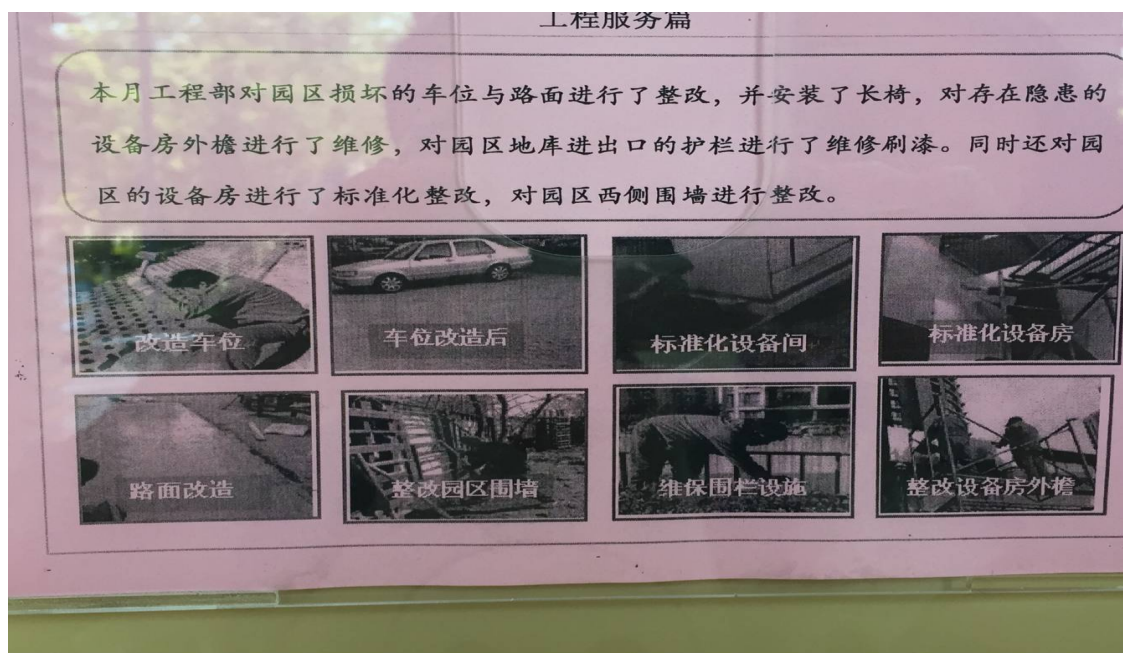 工程服务篇
本月工程部对园区损坏的车位与路面进行了整改，并安装了长椅，对存在隐患的
设备房外檐进行了维修，对园区地库进出口的护栏进行了维修刷漆。同时还对园
区的设备房进行了标准化整改，对园区西侧围墙进行整改。
改造车位
车位改造后
标准化设备间
标准化设备房
路面改造
整改园区围墙
维保围栏设施
整改设备房外檐